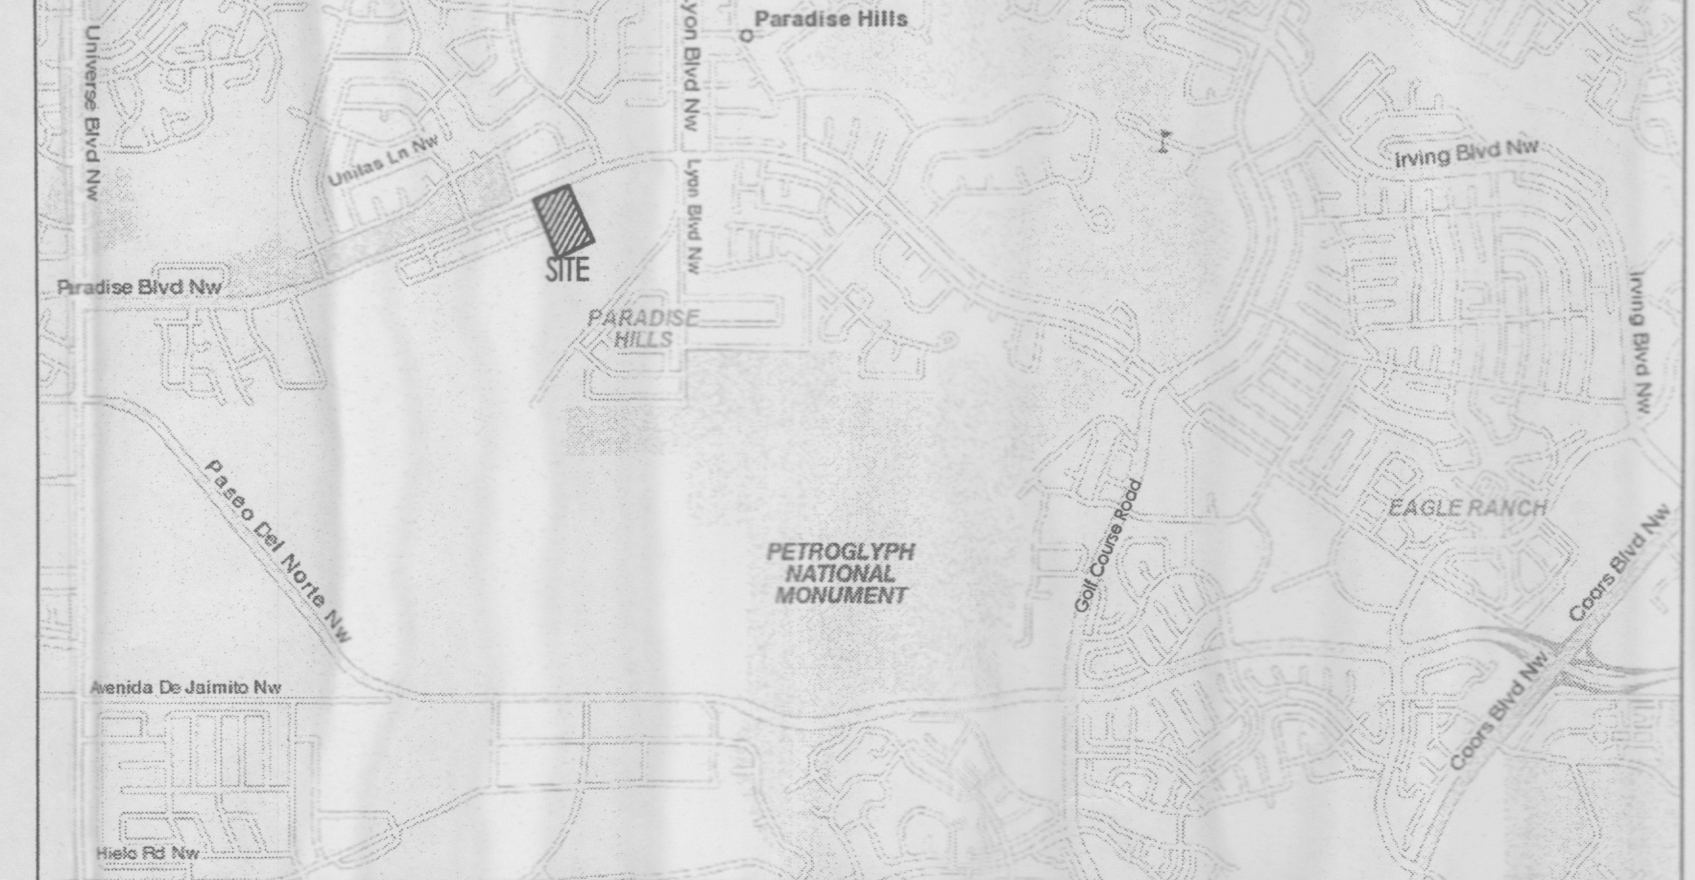 Paradise Hills
Universe Blvd Nw
Lyon Blvd Nw
Unitas Ln Nw
Irving Blvd Nw
Lyon Blvd Nw
SITE
Paradise Blvd Nw
Irving Blvd Nw
PARADISE
HILLS
Paseo Del Norte Nw
Golf Course Road
EAGLE RANCH
Coors Blvd Nw
PETROGLYPH
NATIONAL
MONUMENT
Avenida De Jaimito Nw
Coors Blvd Nw
Hielo Rd Nw